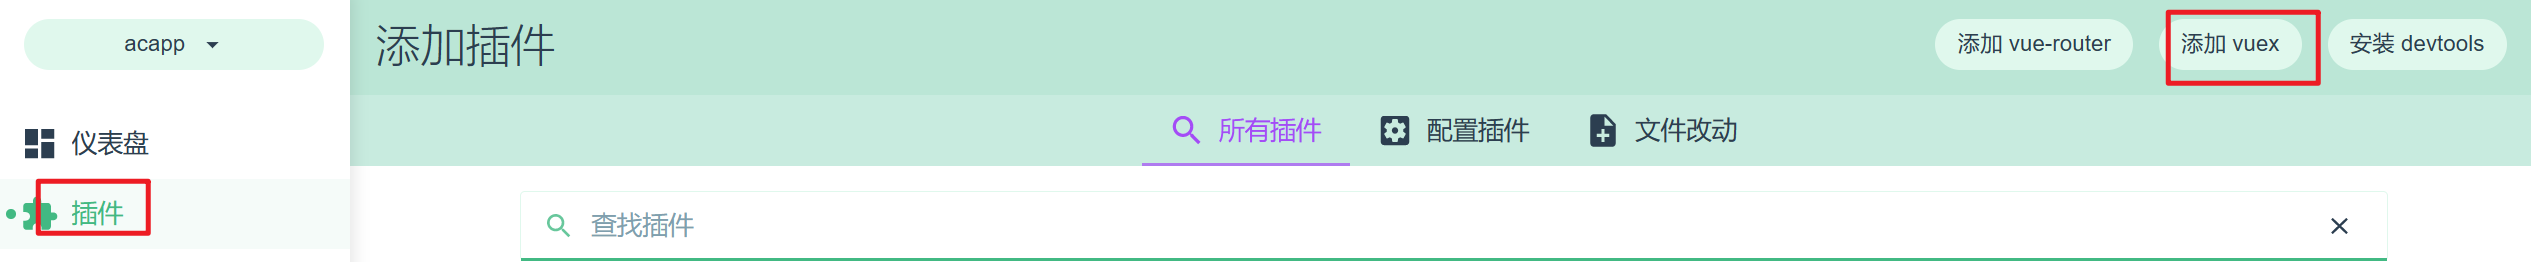 acapp
添加插件
添加 vue-router
添加 vuex
安装 devtools
仪表盘
插件
所有插件
配置插件
文件改动
查找插件